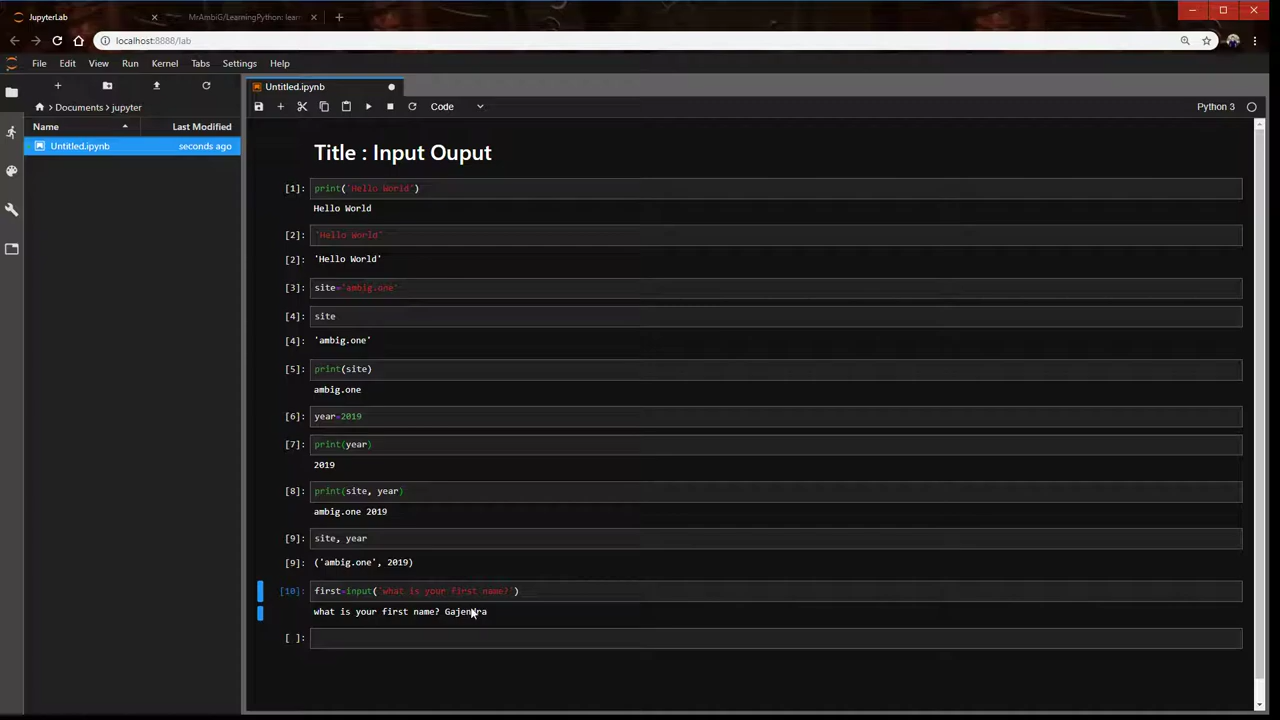 JupyterLab
MrAmbiG/LearningPython: learn
localhost:8888/lab
File Edit View Run Kernel Tabs Settings Help
Untitled.ipynb
Code
Python 3
Documents jupyter
Name Last Modified
Untitled.ipynb seconds ago
Title : Input Ouput
[1]: print('Hello World')
Hello World
[2]: 'Hello World'
[2]: 'Hello World'
[3]: site='ambig.one'
[4]: site
[4]: 'ambig.one'
[5]: print(site)
ambig.one
[6]: year=2019
[7]: print(year)
2019
[8]: print(site, year)
ambig.one 2019
[9]: site, year
[9]: ('ambig.one', 2019)
[10]: first=input('what is your first name?')
what is your first name? Gajendra
[ ]: